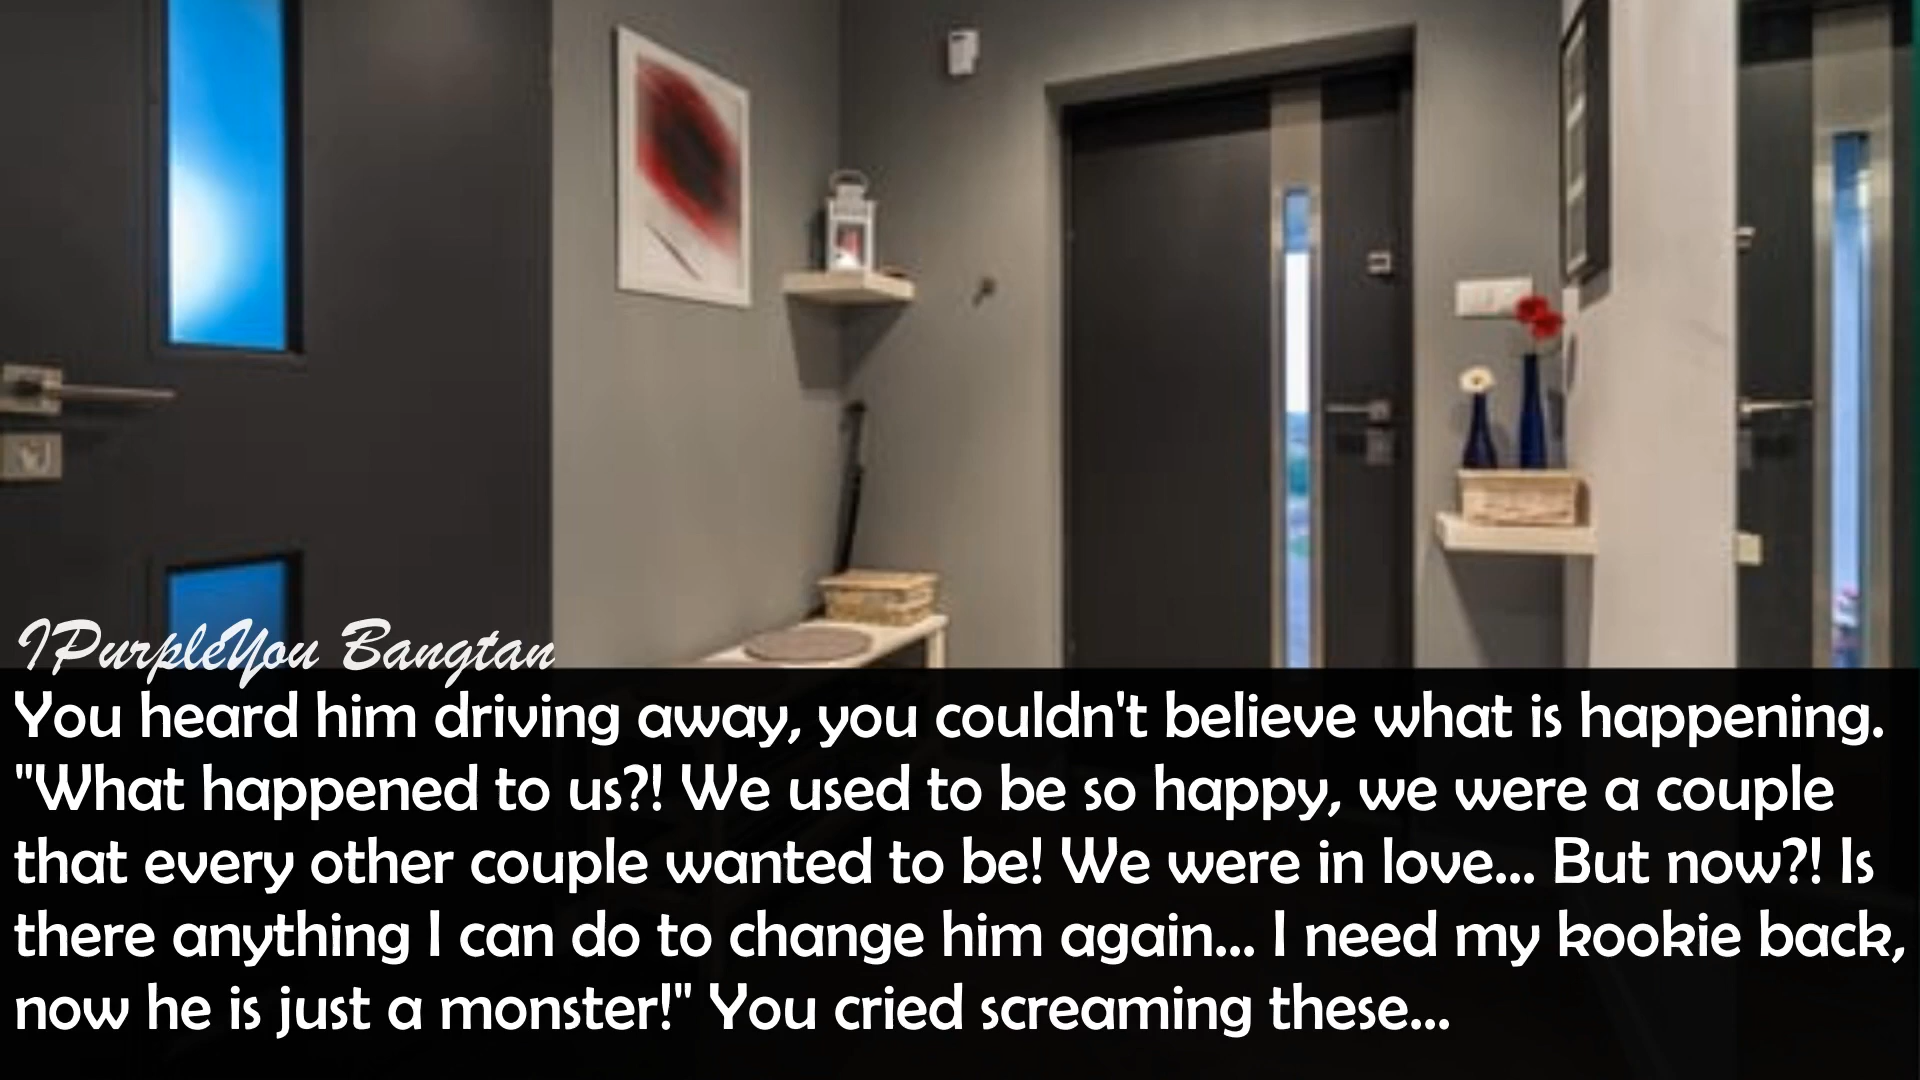 IPurpleYou Bangtan
You heard him driving away, you couldn't believe what is happening.
"What happened to us?! We used to be so happy, we were a couple
that every other couple wanted to be! We were in love... But now?! Is
there anything I can do to change him again... I need my kookie back,
now he is just a monster!" You cried screaming these...